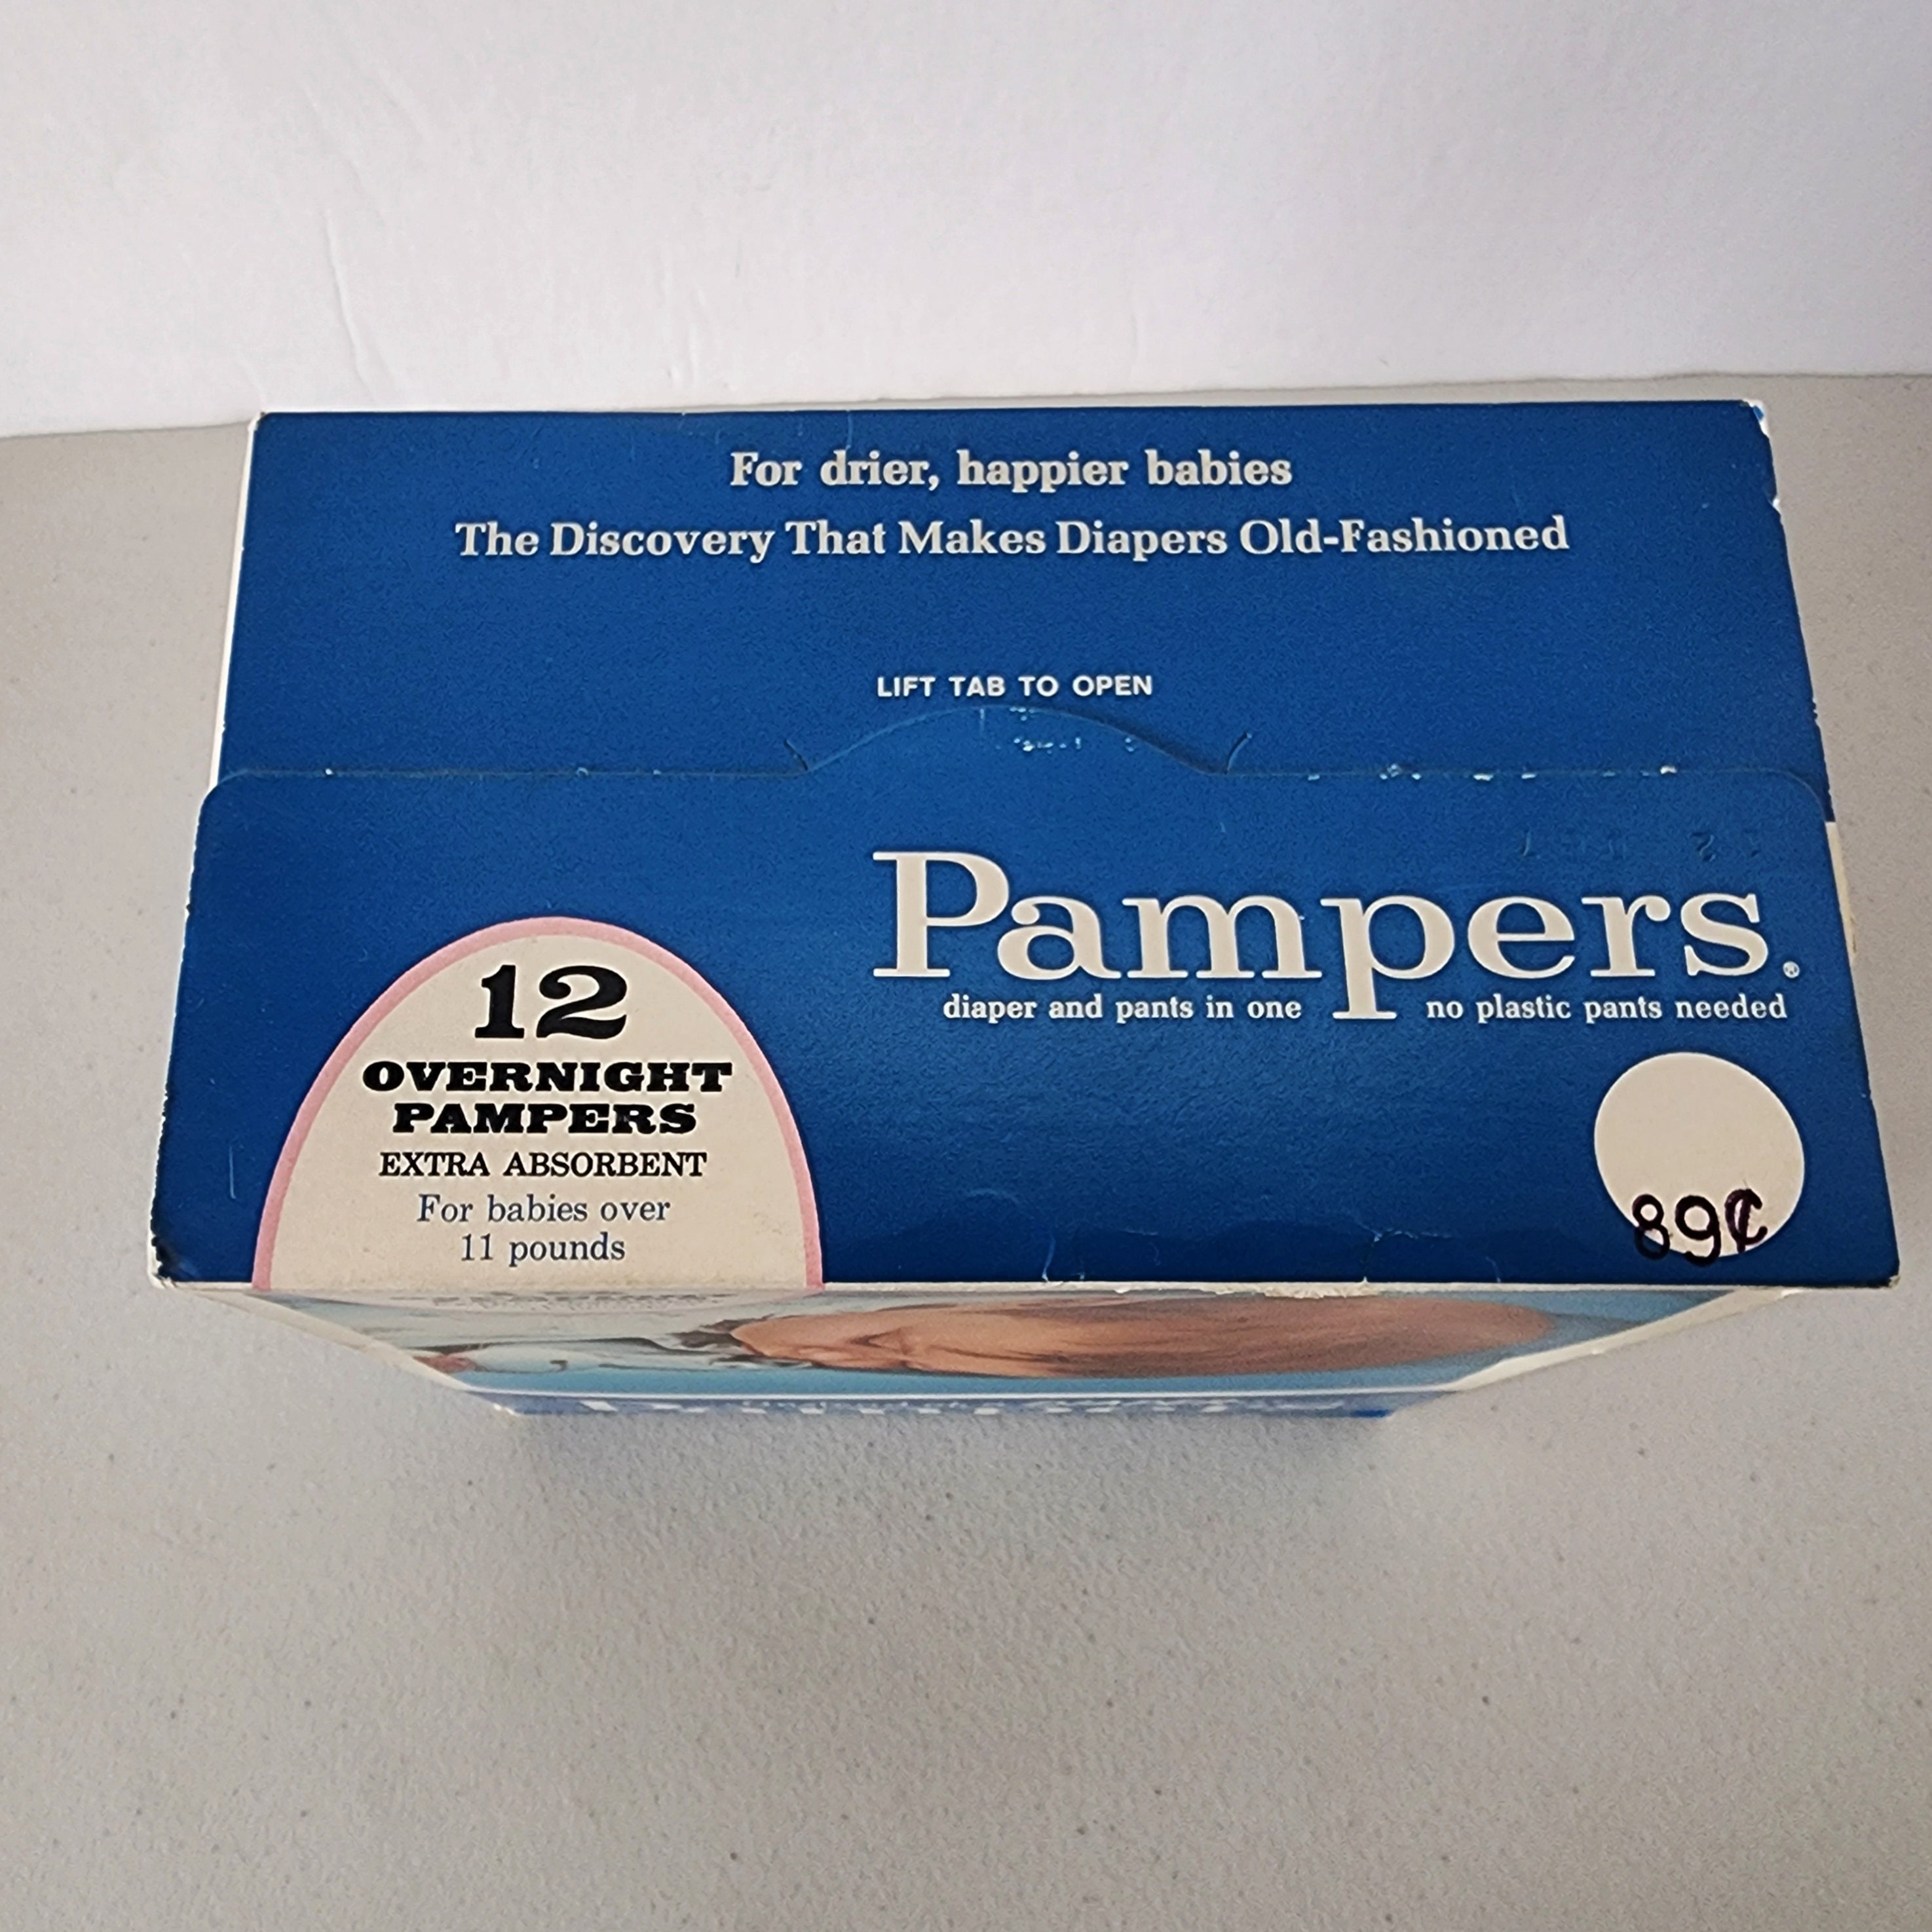 For drier, happier babies
The Discovery That Makes Diapers Old-Fashioned
LIFT TAB TO OPEN
Pampers.®
diaper and pants in one no plastic pants needed
12
OVERNIGHT
PAMPERS
EXTRA ABSORBENT
For babies over
11 pounds
89¢